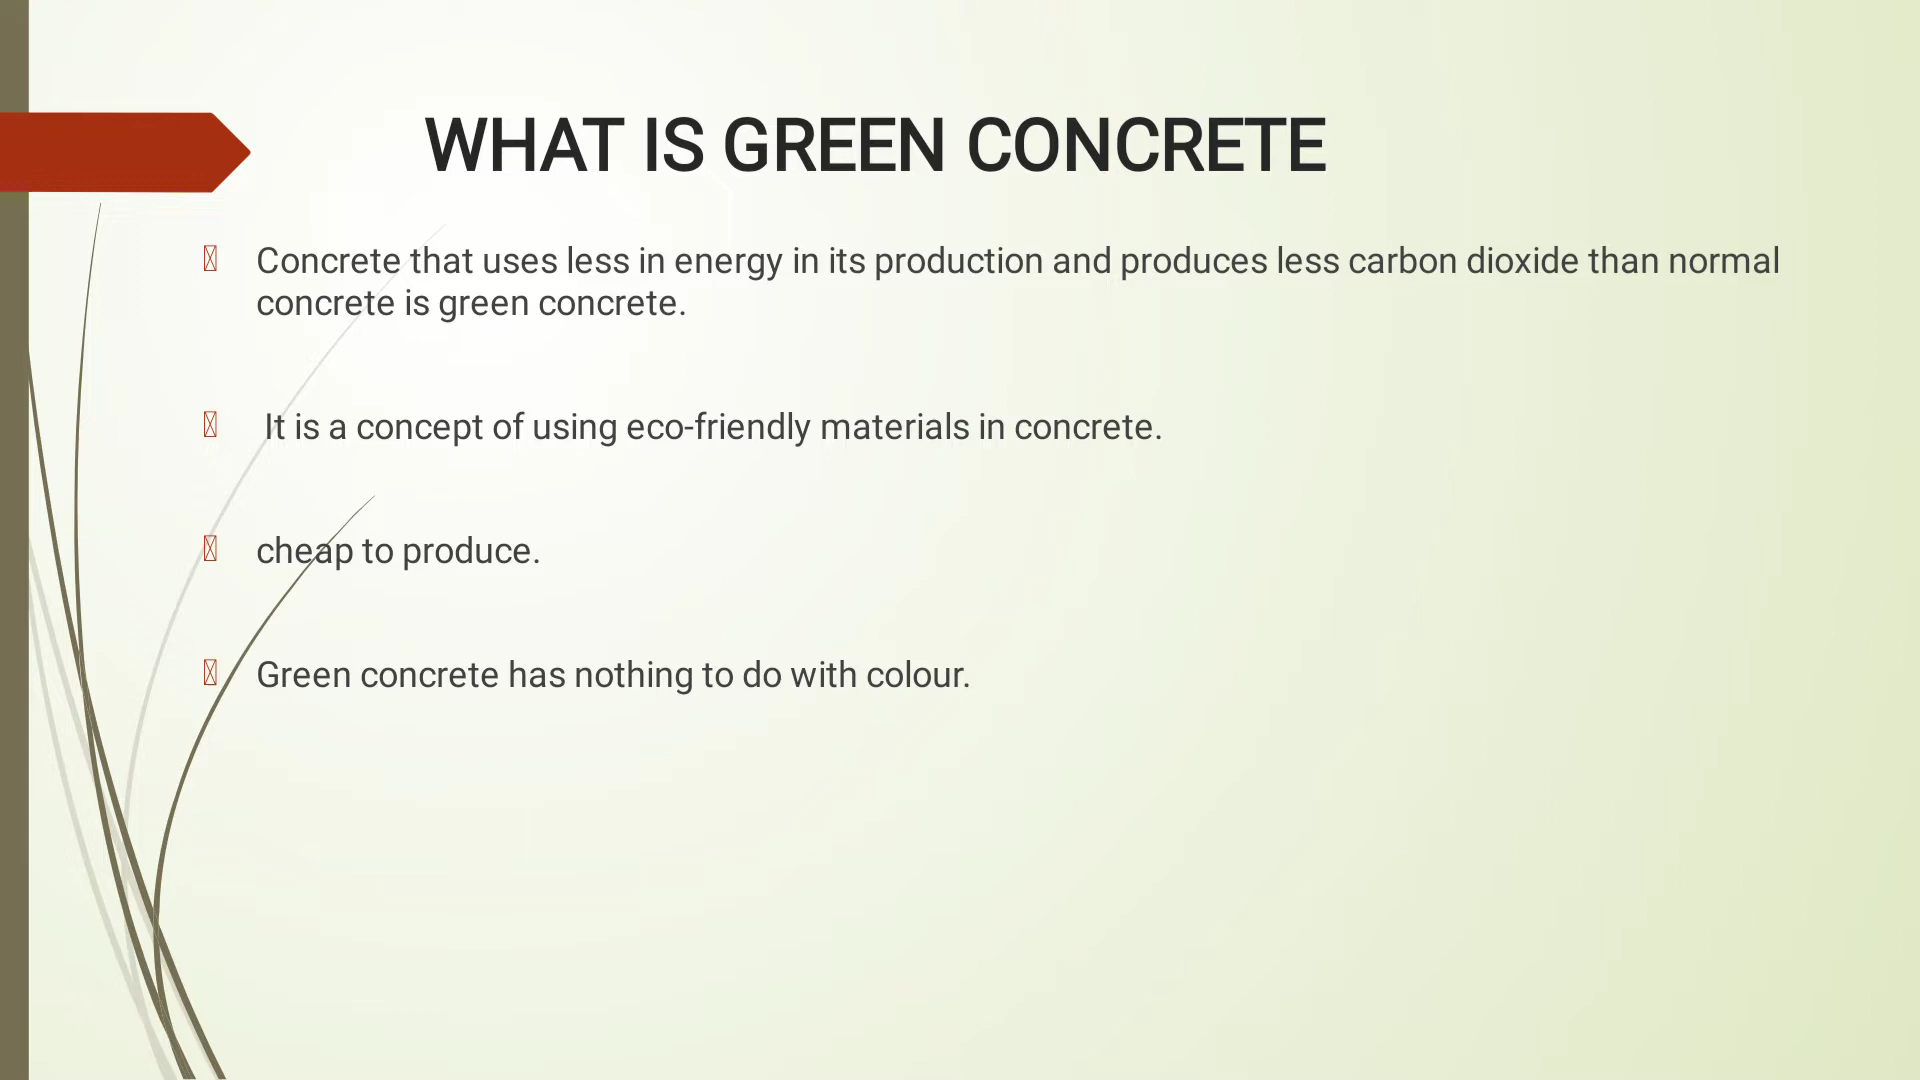 WHAT IS GREEN CONCRETE
Concrete that uses less in energy in its production and produces less carbon dioxide than normal
concrete is green concrete.
It is a concept of using eco-friendly materials in concrete.
cheap to produce.
Green concrete has nothing to do with colour.